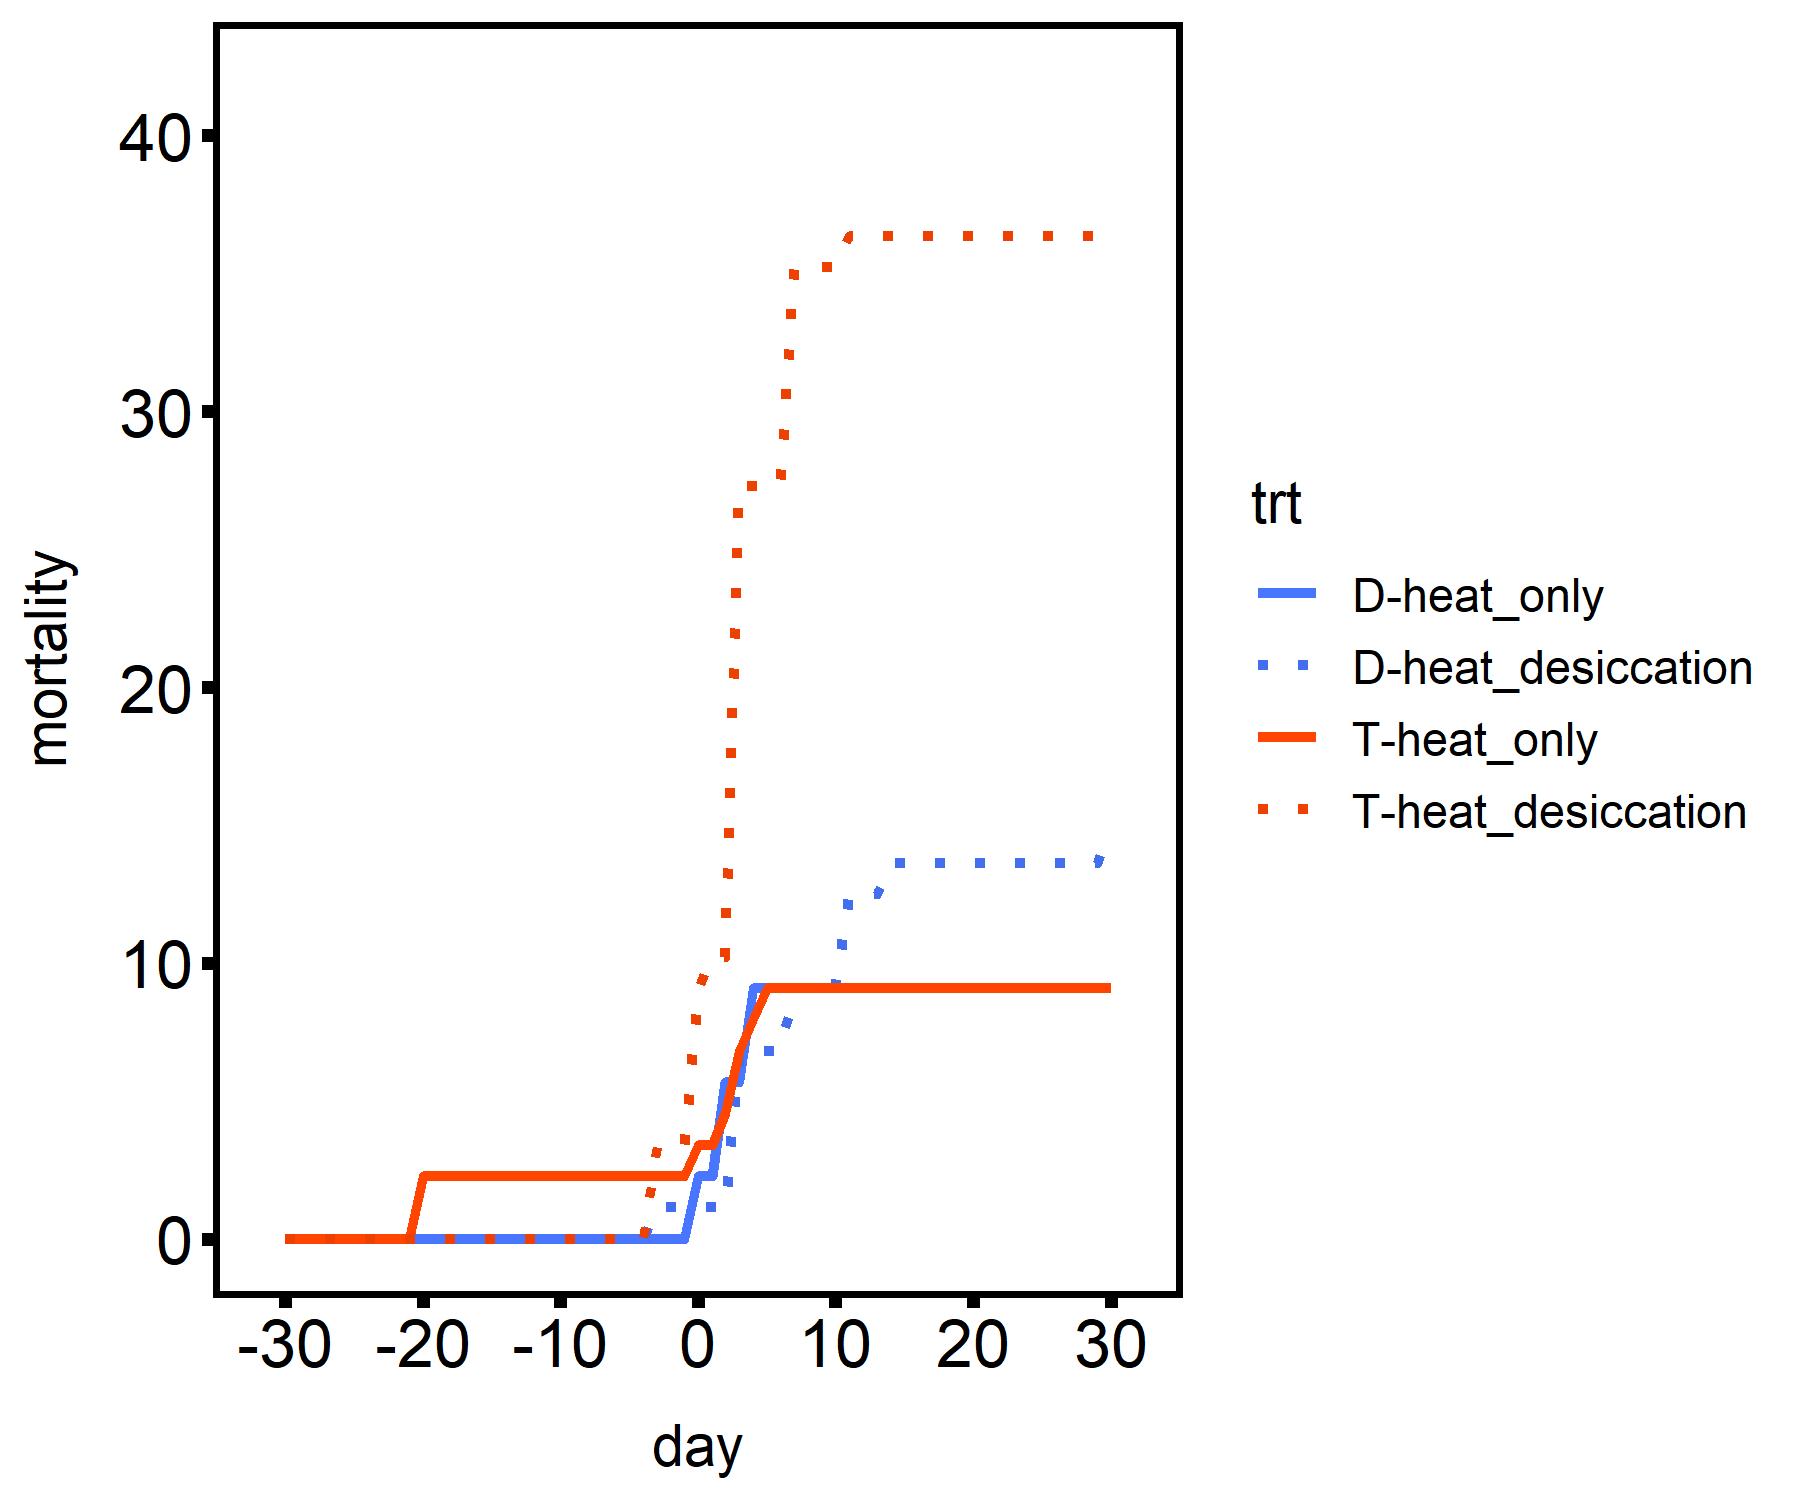 mortality
40
30
20
10
0
-30 -20 -10 0 10 20 30
day
trt
D-heat_only
D-heat_desiccation
T-heat_only
T-heat_desiccation